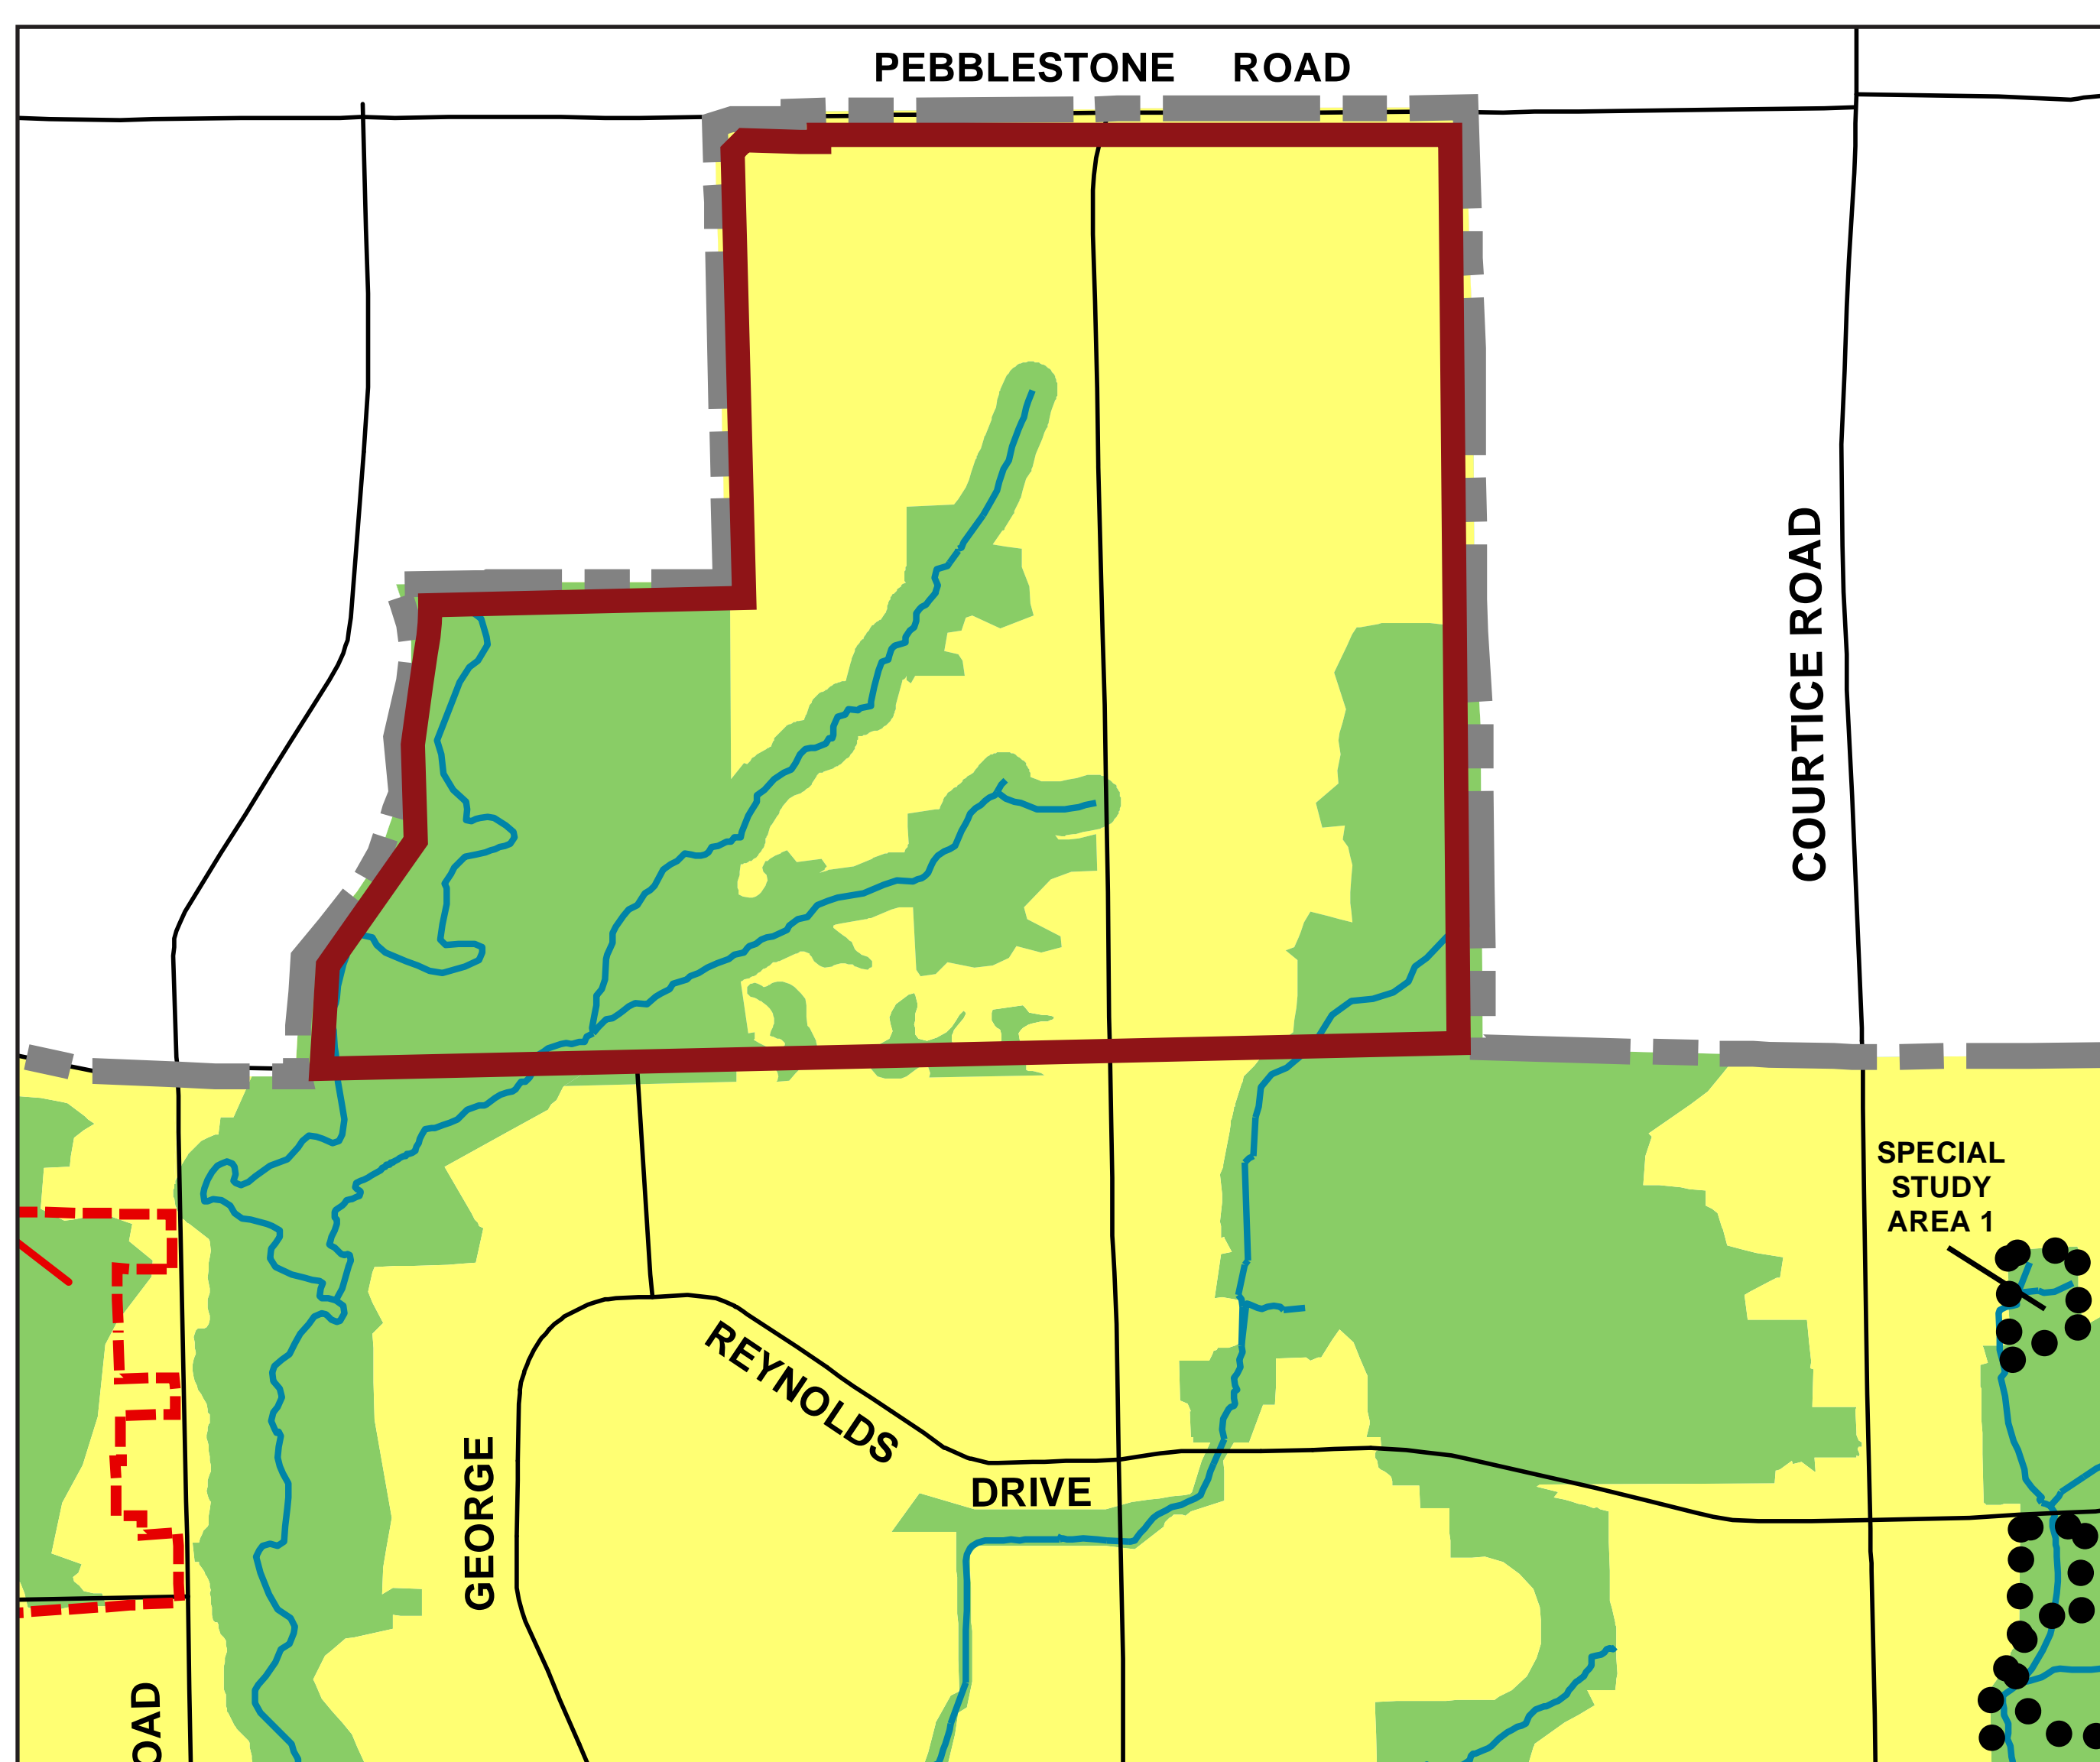 PEBBLESTONE ROAD
COURTICE ROAD
SPECIAL
STUDY
AREA 1
REYNOLDS
DRIVE
GEORGE
OAD